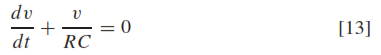 dv/dt + v/RC = 0 [13]